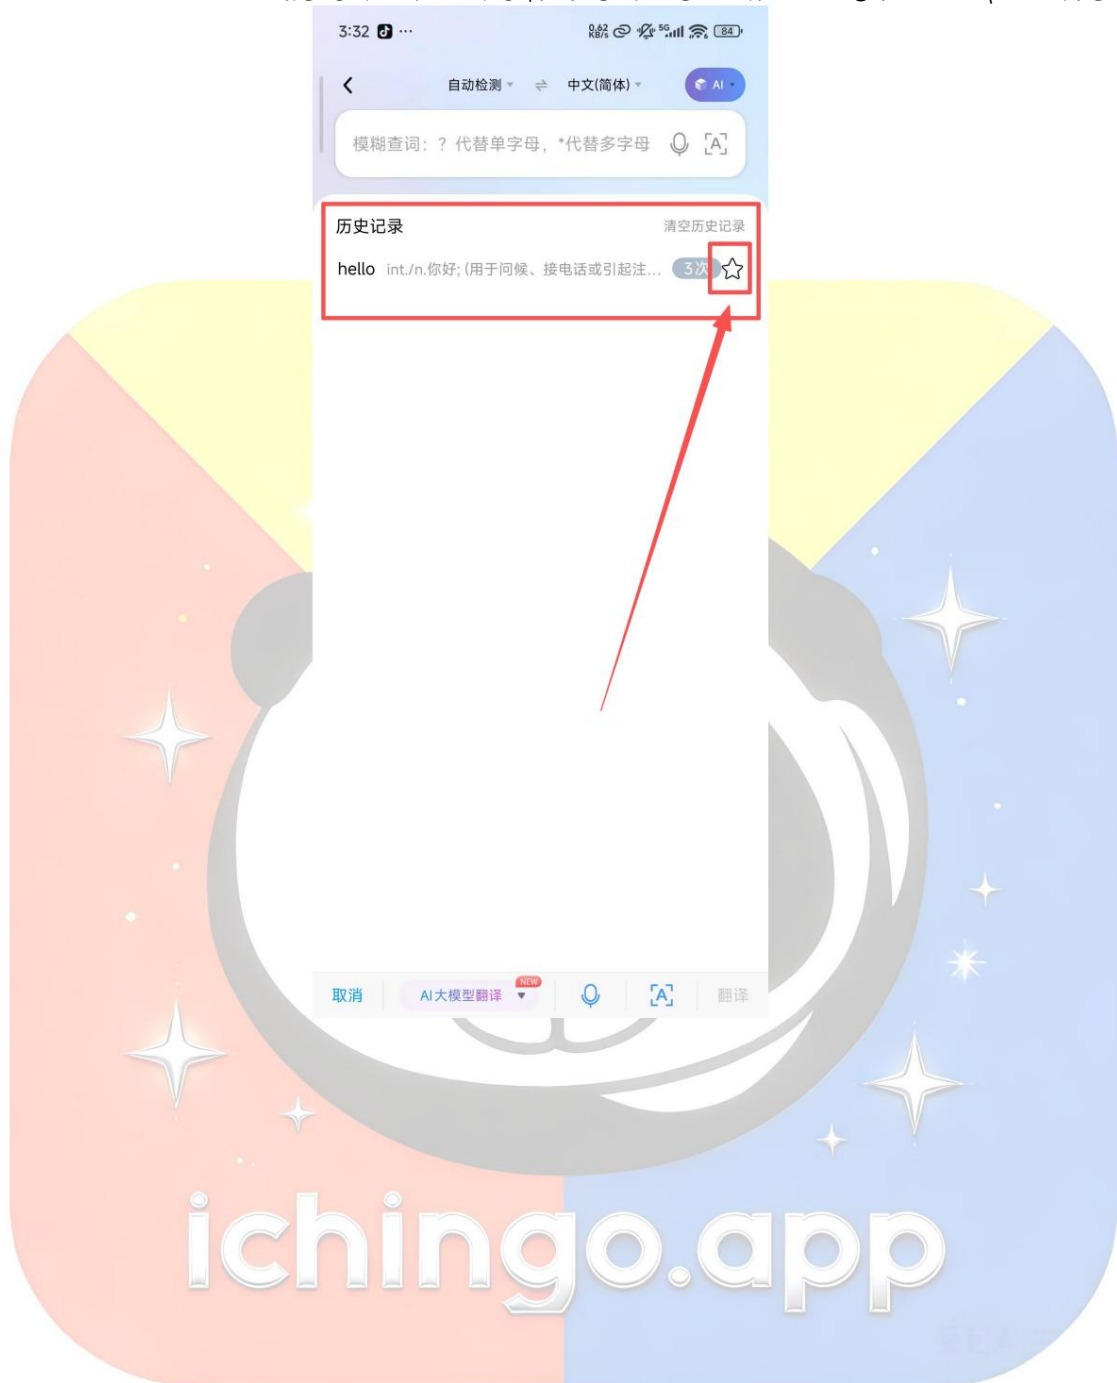 3:32 ... 0.62 KB/s 5G 84
自动检测 中文(简体) AI
模糊查词：？代替单字母，*代替多字母 [A]
历史记录 清空历史记录
hello int./n.你好; (用于问候、接电话或引起注... 3次
取消 AI大模型翻译 NEW [A] 翻译
ichingo.app